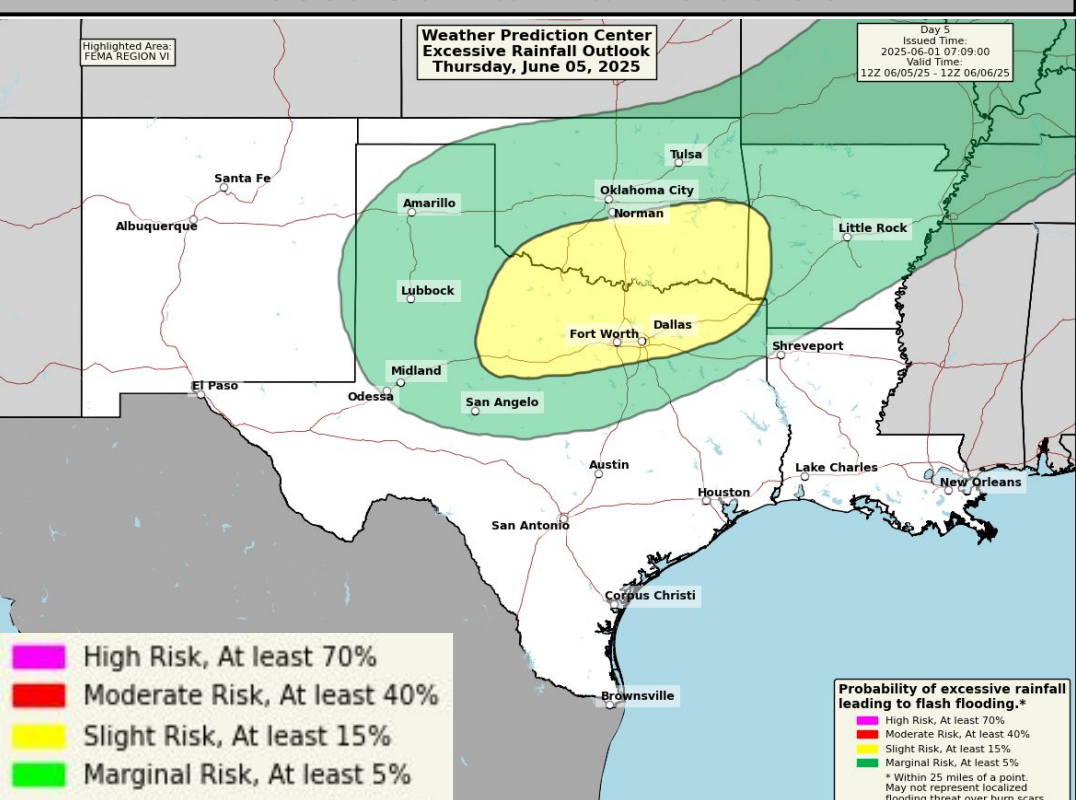 Highlighted Area:
FEMA REGION VI
Weather Prediction Center
Excessive Rainfall Outlook
Thursday, June 05, 2025
Day 5
Issued Time:
2025-06-01 07:09:00
Valid Time:
12Z 06/05/25 - 12Z 06/06/25
Tulsa
Santa Fe
Oklahoma City
Amarillo
Norman
Albuquerque
Little Rock
Lubbock
Dallas
Fort Worth
Shreveport
Midland
El Paso
Odessa
San Angelo
Austin
Lake Charles
New Orleans
Houston
San Antonio
Corpus Christi
Brownsville
High Risk, At least 70%
Moderate Risk, At least 40%
Slight Risk, At least 15%
Marginal Risk, At least 5%
Probability of excessive rainfall
leading to flash flooding.*
High Risk, At least 70%
Moderate Risk, At least 40%
Slight Risk, At least 15%
Marginal Risk, At least 5%
* Within 25 miles of a point.
May not represent localized
flooding threat over burn scars